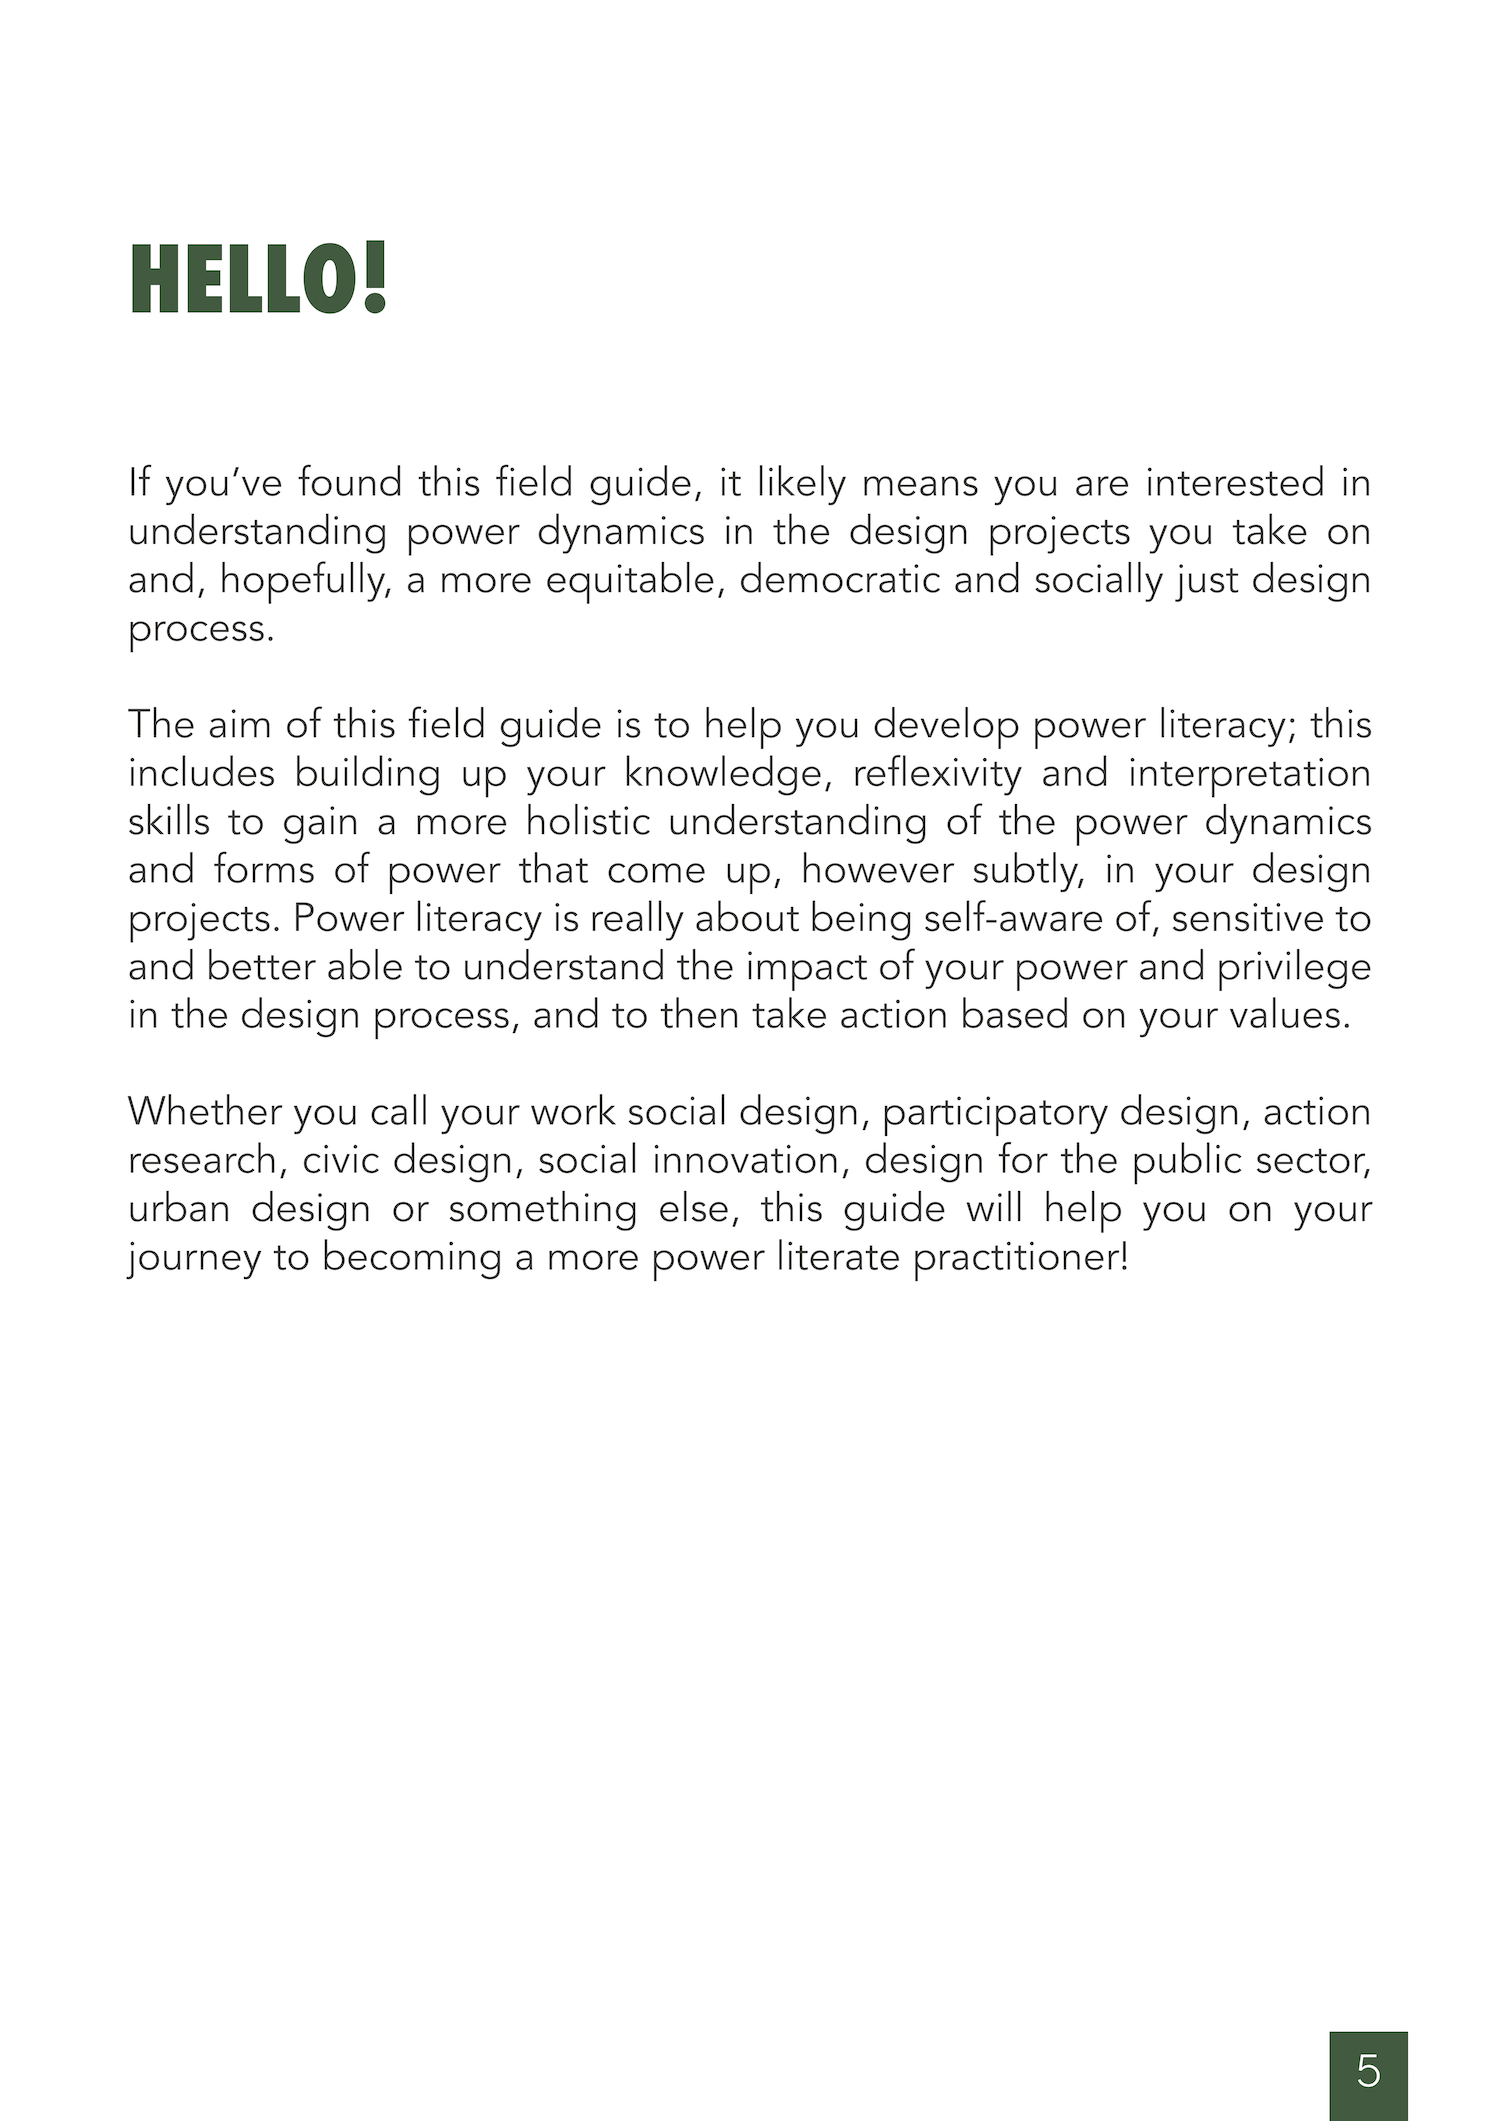 HELLO!
If you’ve found this field guide, it likely means you are interested in
understanding power dynamics in the design projects you take on
and, hopefully, a more equitable, democratic and socially just design
process.
The aim of this field guide is to help you develop power literacy; this
includes building up your knowledge, reflexivity and interpretation
skills to gain a more holistic understanding of the power dynamics
and forms of power that come up, however subtly, in your design
projects. Power literacy is really about being self-aware of, sensitive to
and better able to understand the impact of your power and privilege
in the design process, and to then take action based on your values.
Whether you call your work social design, participatory design, action
research, civic design, social innovation, design for the public sector,
urban design or something else, this guide will help you on your
journey to becoming a more power literate practitioner!
5